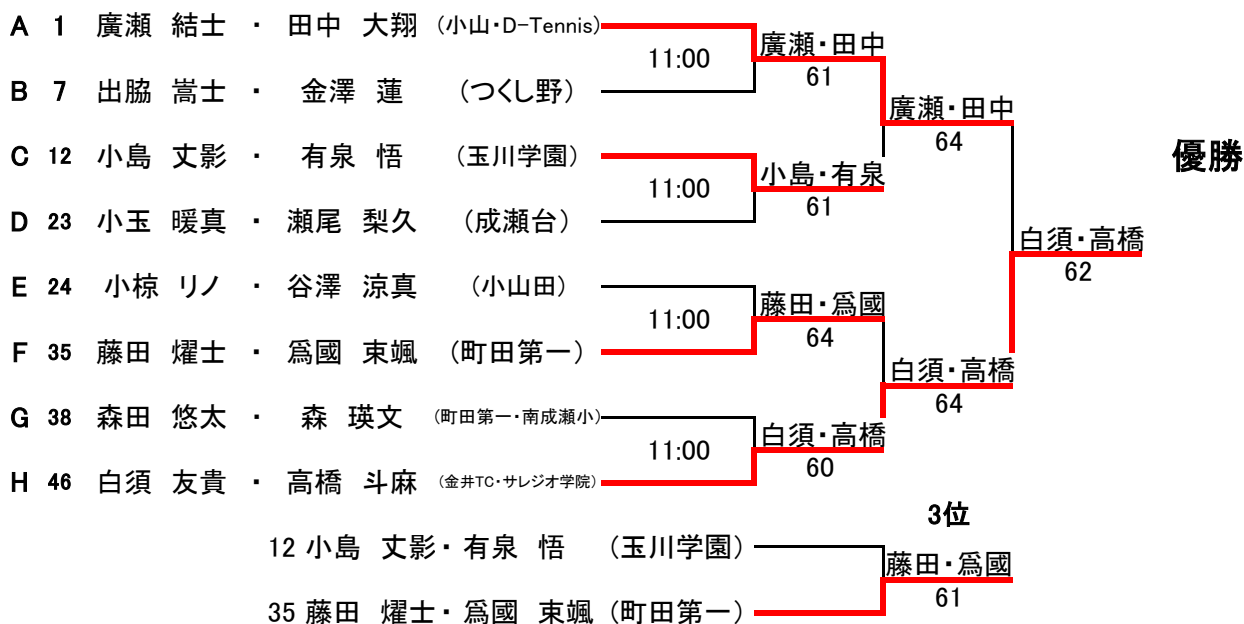 A 1 廣瀬 結士 ・ 田中 大翔 (小山・D-Tennis)
11:00
廣瀬・田中
61
B 7 出脇 嵩士 ・ 金澤 蓮 (つくし野)
廣瀬・田中
64
C 12 小島 丈影 ・ 有泉 悟 (玉川学園)
優勝
11:00
小島・有泉
61
D 23 小玉 暖真 ・ 瀬尾 梨久 (成瀬台)
白須・高橋
62
E 24 小椋 リノ ・ 谷澤 涼真 (小山田)
11:00
藤田・爲國
64
F 35 藤田 燿士 ・ 爲國 束颯 (町田第一)
白須・高橋
64
G 38 森田 悠太 ・ 森 瑛文 (町田第一・南成瀬小)
11:00
白須・高橋
60
H 46 白須 友貴 ・ 高橋 斗麻 (金井TC・サレジオ学院)
3位
12 小島 丈影・有泉 悟 (玉川学園)
藤田・爲國
61
35 藤田 燿士・爲國 束颯 (町田第一)